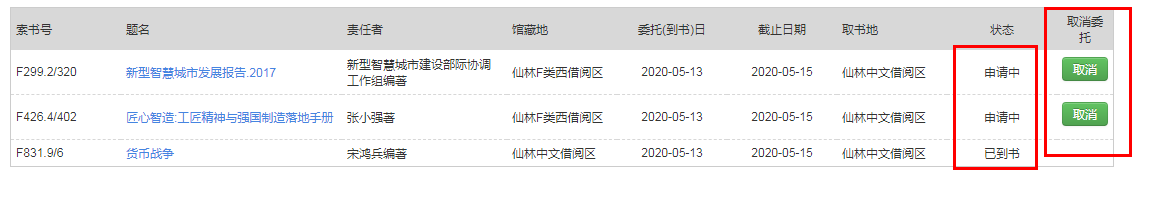 索书号 题名 责任者 馆藏地 委托(到书)日 截止日期 取书地 状态 取消委托
F299.2/320 新型智慧城市发展报告.2017 新型智慧城市建设部际协调工作组编著 仙林F类西借阅区 2020-05-13 2020-05-15 仙林中文借阅区 申请中 取消
F426.4/402 匠心智造:工匠精神与强国制造落地手册 张小强著 仙林F类西借阅区 2020-05-13 2020-05-15 仙林中文借阅区 申请中 取消
F831.9/6 货币战争 宋鸿兵编著 仙林中文借阅区 2020-05-13 2020-05-15 仙林中文借阅区 已到书